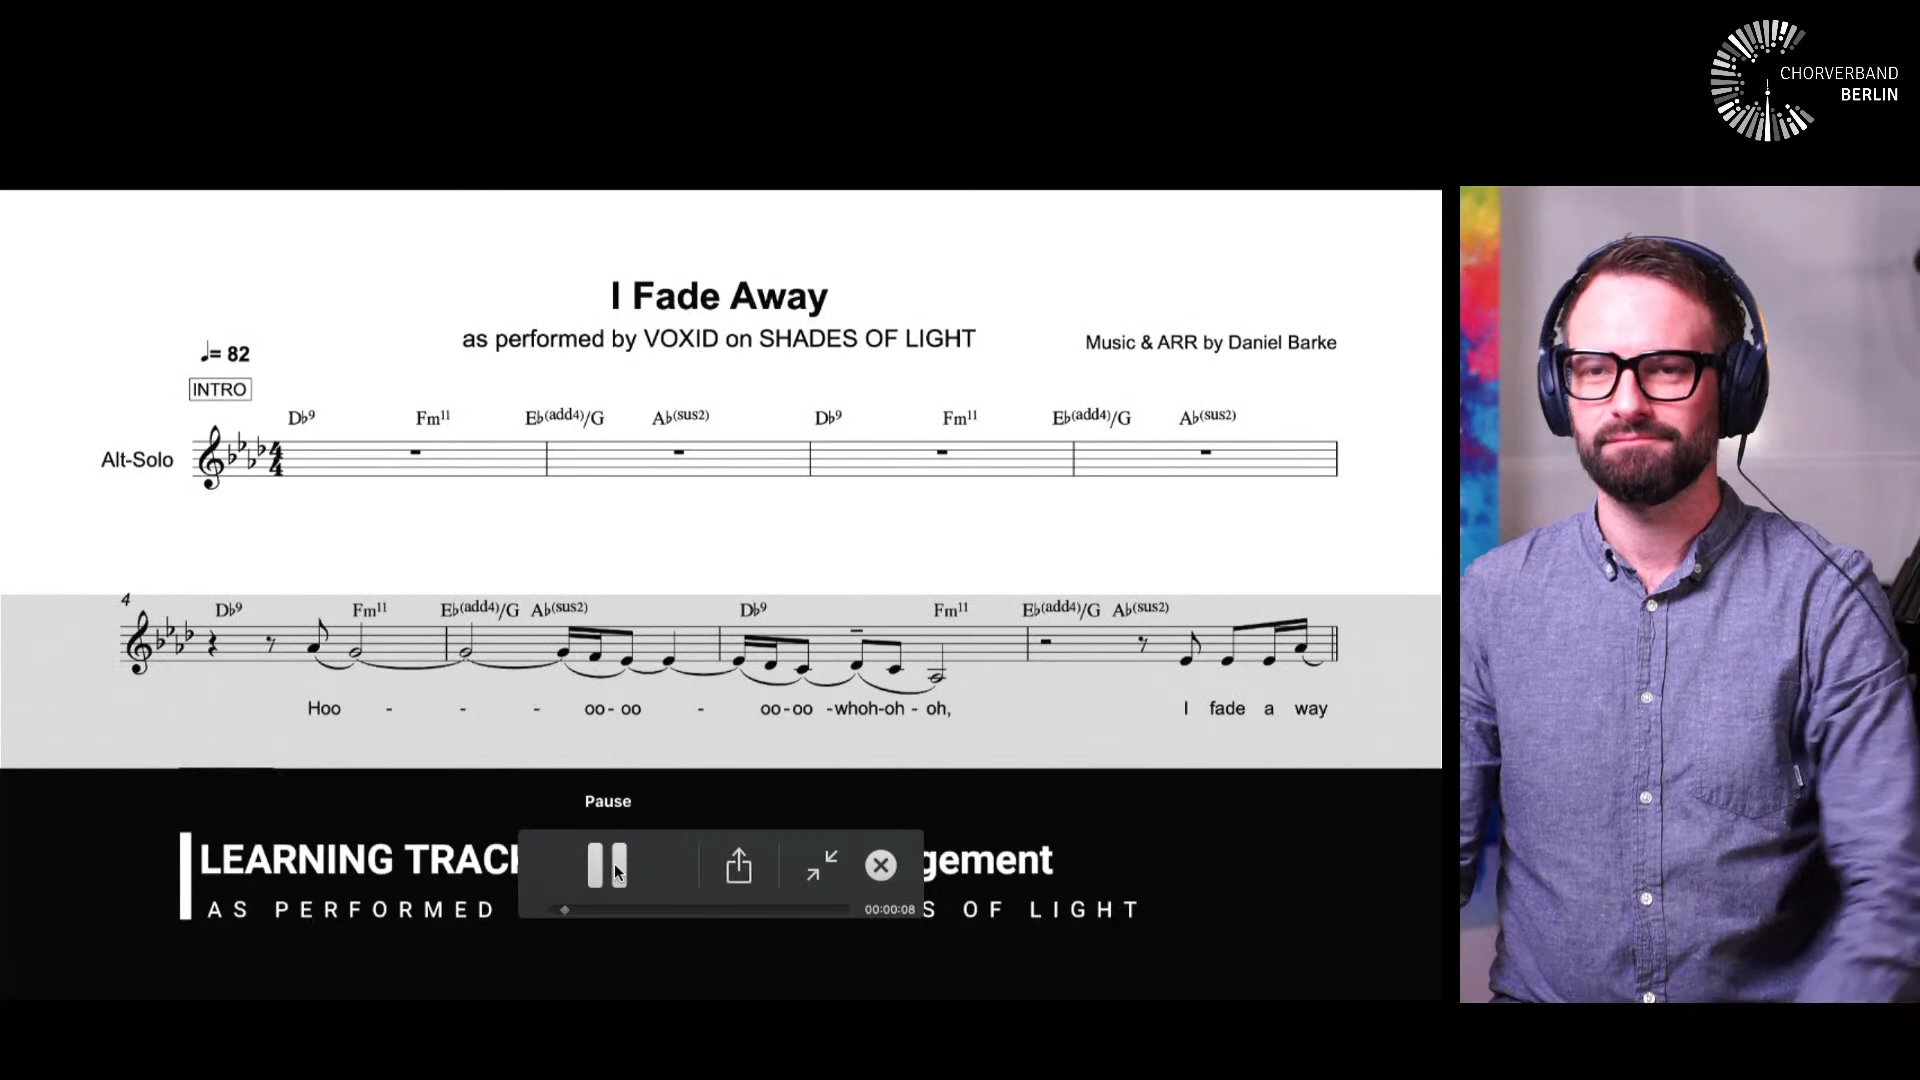 CHORVERBAND
BERLIN
I Fade Away
as performed by VOXID on SHADES OF LIGHT
Music & ARR by Daniel Barke
♩= 82
INTRO
D♭9 Fm11 E♭(add4)/G A♭(sus2) D♭9 Fm11 E♭(add4)/G A♭(sus2)
Alt-Solo
4
D♭9 Fm11 E♭(add4)/G A♭(sus2) D♭9 Fm11 E♭(add4)/G A♭(sus2)
Hoo - - - oo - oo - oo - oo - whoh - oh - oh, I fade a way
Pause
LEARNING TRACK gement
AS PERFORMED S OF LIGHT
00:00:08